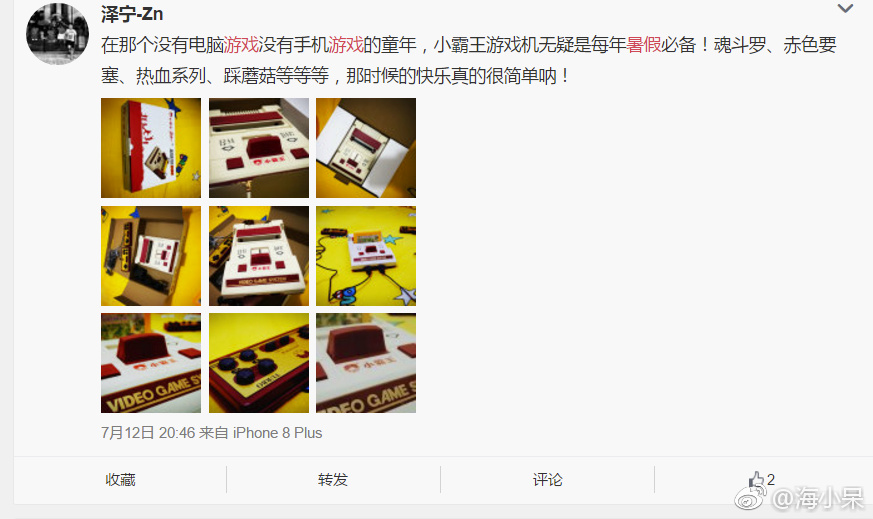 泽宁-Zn
在那个没有电脑游戏没有手机游戏的童年，小霸王游戏机无疑是每年暑假必备！魂斗罗、赤色要
塞、热血系列、踩蘑菇等等等，那时候的快乐真的很简单呐！
小霸王
VIDEO GAME SYSTEM
小霸王
VIDEO GAME SY
小霸王
VIDEO GAME
7月12日 20:46 来自 iPhone 8 Plus
收藏
转发
评论
2
@海小呆